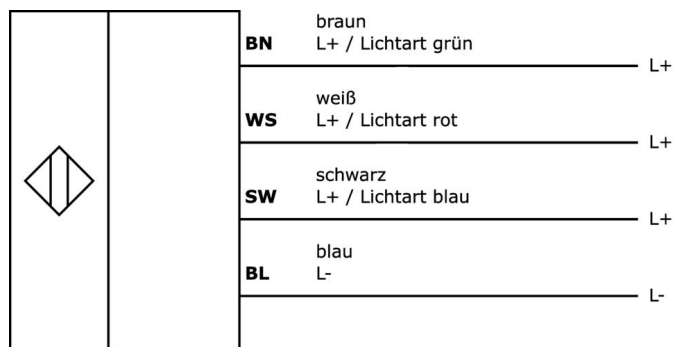 braun
BN L+ / Lichtart grün
L+
weiß
WS L+ / Lichtart rot
L+
schwarz
SW L+ / Lichtart blau
L+
blau
BL L-
L-